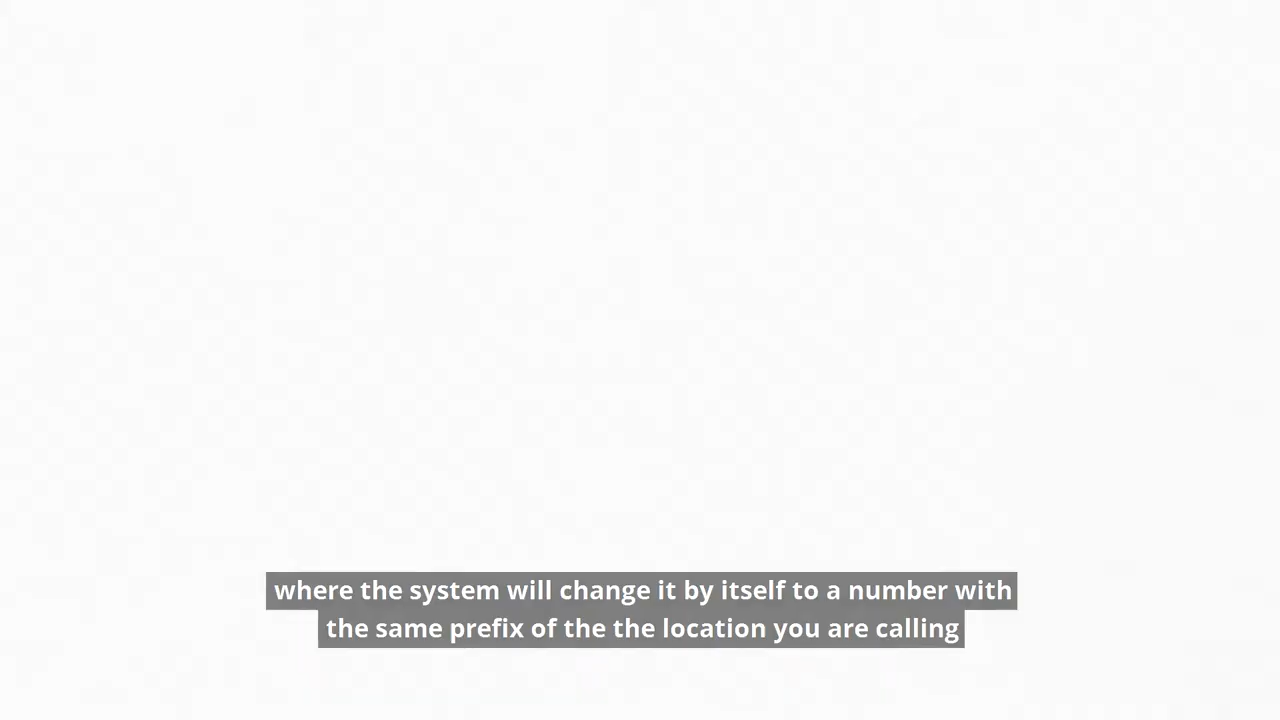 where the system will change it by itself to a number with
the same prefix of the the location you are calling